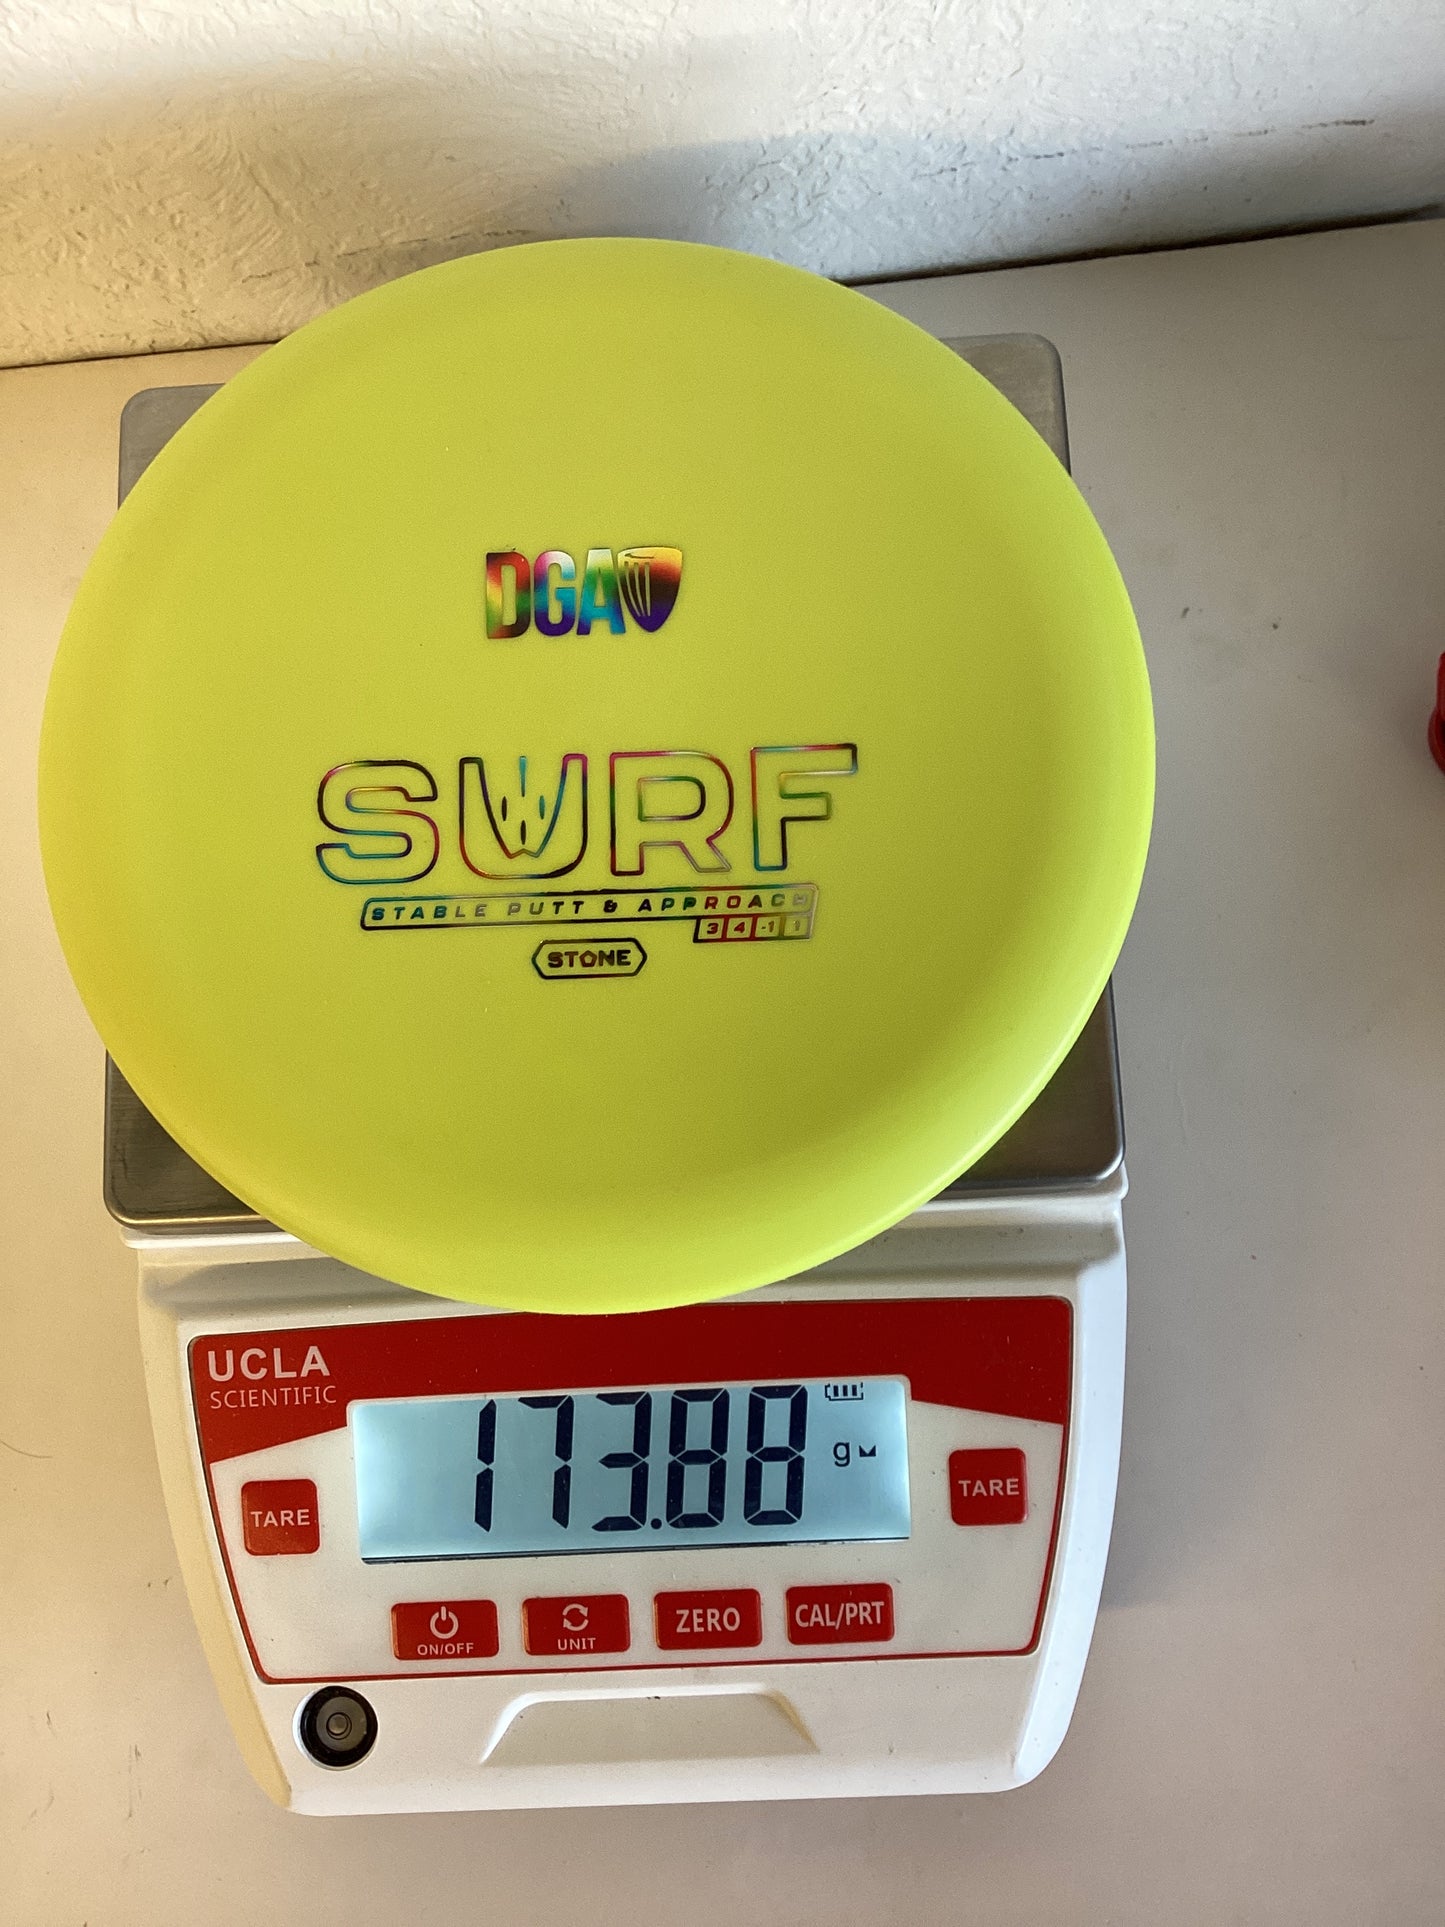 DGA
SURF
STABLE PUTT & APPROACH
3 4 -1 1
STONE
UCLA
SCIENTIFIC
173.88 g
TARE
TARE
ON/OFF
UNIT
ZERO
CAL/PRT